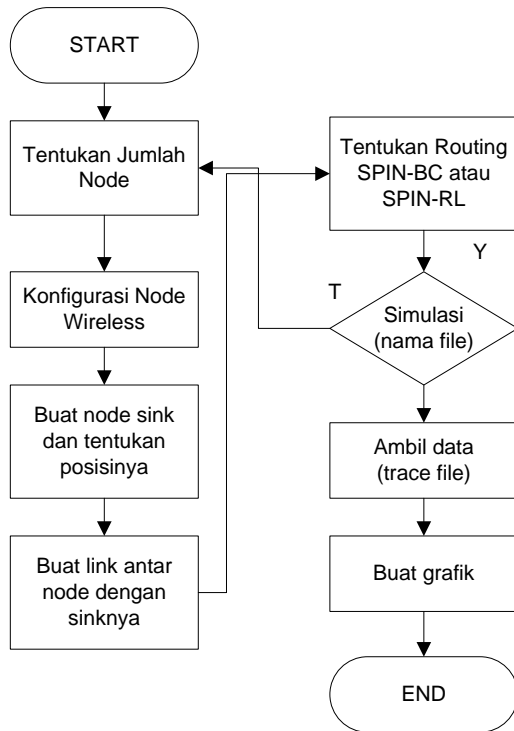 START
Tentukan Jumlah
Node
Konfigurasi Node
Wireless
Buat node sink
dan tentukan
posisinya
Buat link antar
node dengan
sinknya
Tentukan Routing
SPIN-BC atau
SPIN-RL
Y
T
Simulasi
(nama file)
Ambil data
(trace file)
Buat grafik
END